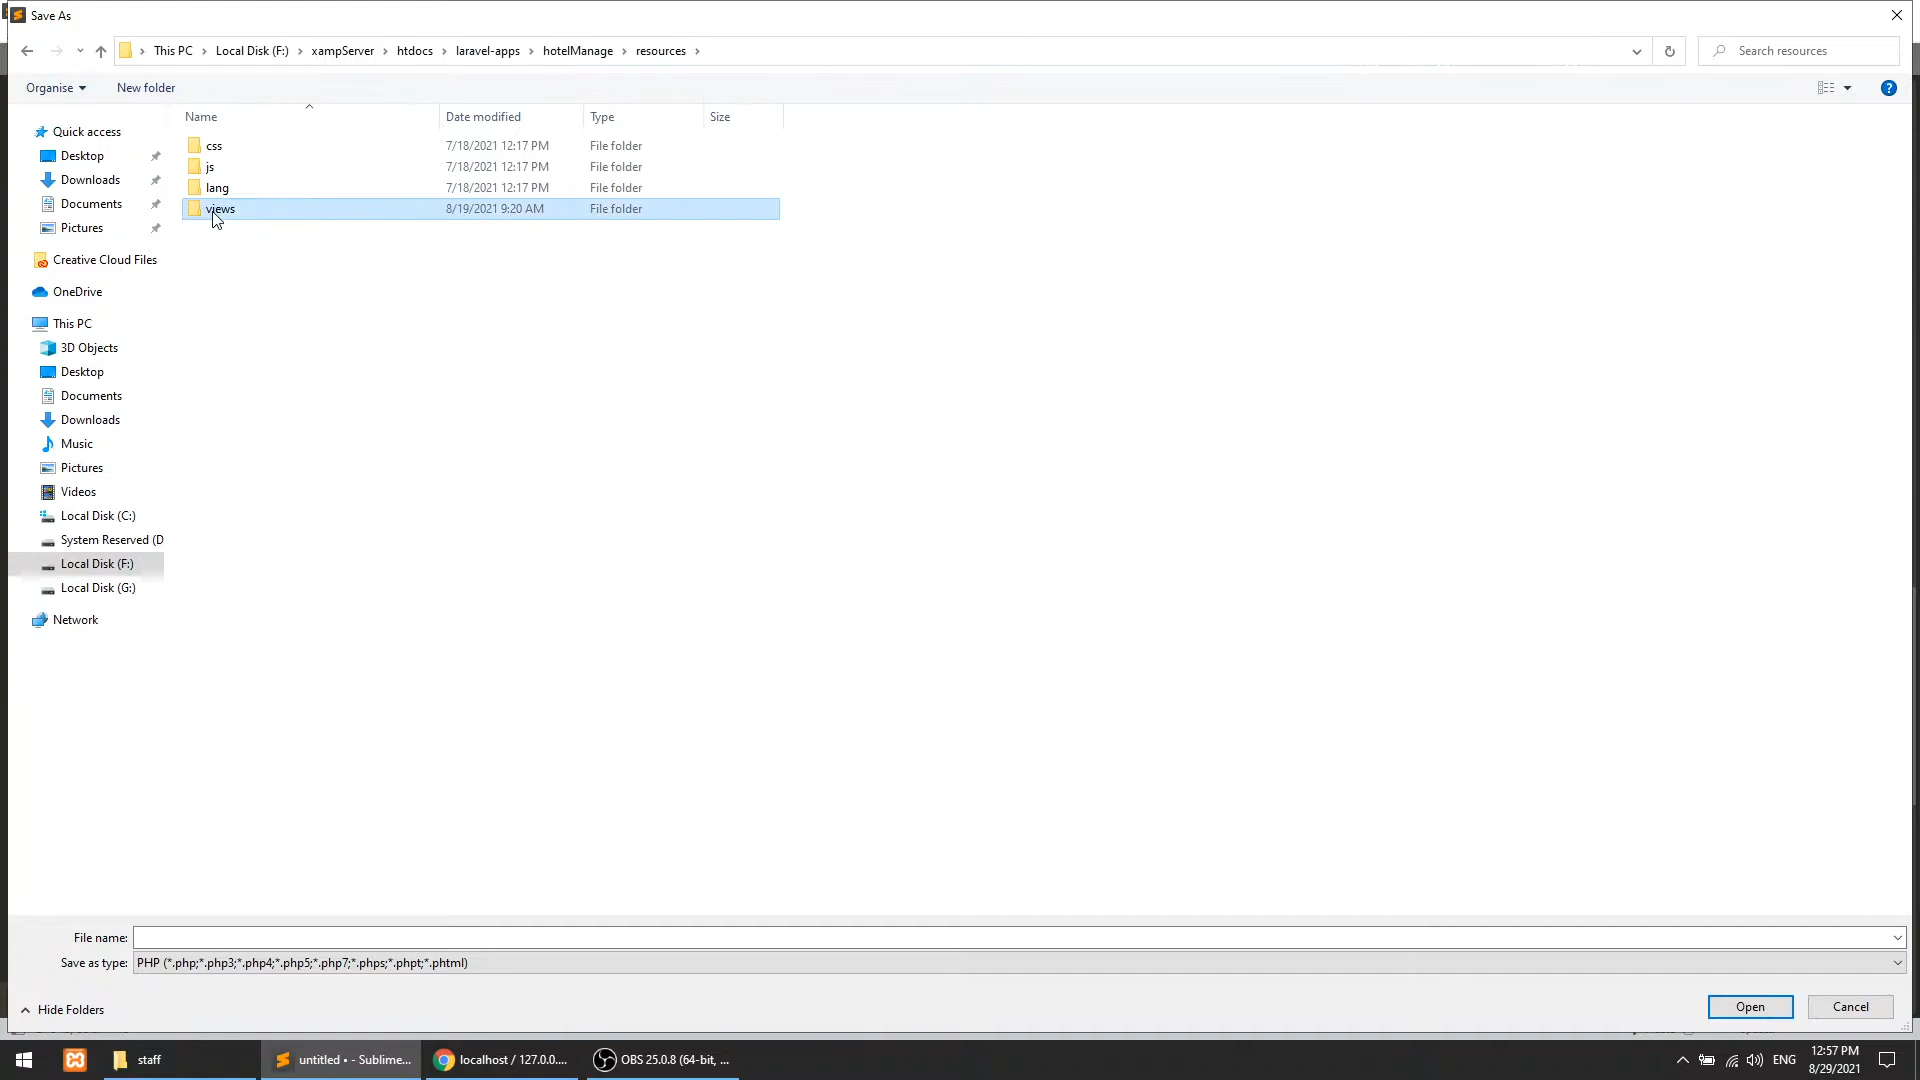 Save As
This PC > Local Disk (F:) > xampServer > htdocs > laravel-apps > hotelManage > resources >
Search resources
Organise
New folder
?
Name
Date modified
Type
Size
css
7/18/2021 12:17 PM
File folder
js
7/18/2021 12:17 PM
File folder
lang
7/18/2021 12:17 PM
File folder
views
8/19/2021 9:20 AM
File folder
Quick access
Desktop
Downloads
Documents
Pictures
Creative Cloud Files
OneDrive
This PC
3D Objects
Desktop
Documents
Downloads
Music
Pictures
Videos
Local Disk (C:)
System Reserved (D
Local Disk (F:)
Local Disk (G:)
Network
File name:
Save as type:
PHP (*.php;*.php3;*.php4;*.php5;*.php7;*.phps;*.phpt;*.phtml)
Hide Folders
Open
Cancel
staff
untitled • - Sublime...
localhost / 127.0.0....
OBS 25.0.8 (64-bit, ...
ENG
12:57 PM
8/29/2021